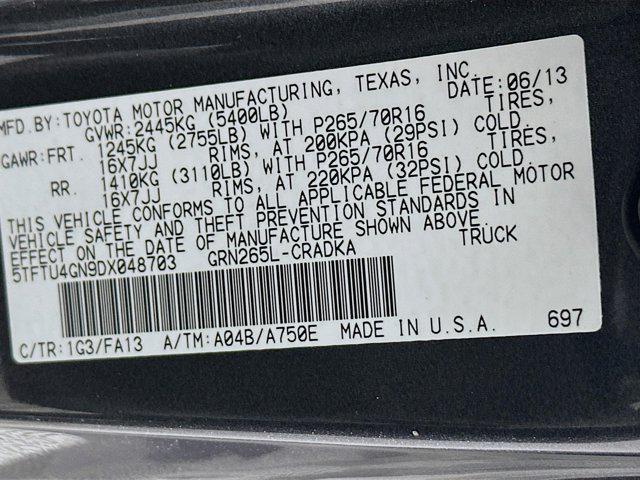 MFD.BY:TOYOTA MOTOR MANUFACTURING, TEXAS, INC. DATE:06/13
GVWR:2445KG (5400LB)
GAWR:FRT. 1245KG (2755LB) WITH P265/70R16 TIRES,
16X7JJ RIMS, AT 200KPA (29PSI) COLD.
RR. 1410KG (3110LB) WITH P265/70R16 TIRES,
16X7JJ RIMS, AT 220KPA (32PSI) COLD.
THIS VEHICLE CONFORMS TO ALL APPLICABLE FEDERAL MOTOR
VEHICLE SAFETY AND THEFT PREVENTION STANDARDS IN
EFFECT ON THE DATE OF MANUFACTURE SHOWN ABOVE.
5TFTU4GN9DX048703 GRN265L-CRADKA TRUCK
C/TR:1G3/FA13 A/TM:A04B/A750E MADE IN U.S.A. 697